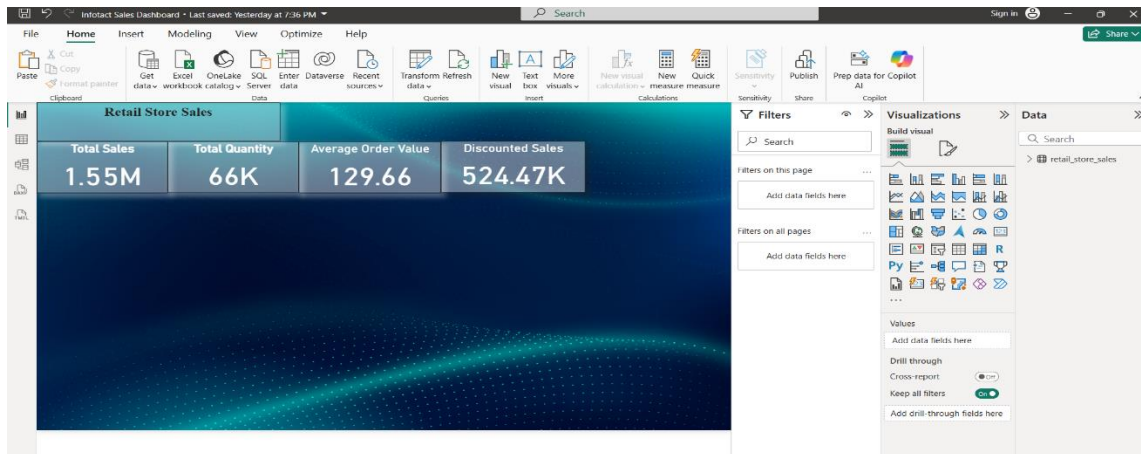 Infotact Sales Dashboard • Last saved: Yesterday at 7:36 PM
Search
Sign in
File Home Insert Modeling View Optimize Help
Share
Paste
Cut
Copy
Format painter
Clipboard
Get data
Excel workbook
OneLake catalog
SQL Server
Enter data
Dataverse
Recent sources
Data
Transform data
Refresh
Queries
New visual
Text box
More visuals
Insert
New visual calculation
New measure
Quick measure
Calculations
Sensitivity
Sensitivity
Publish
Share
Prep data for AI
Copilot
Copilot
Retail Store Sales
Total Sales
1.55M
Total Quantity
66K
Average Order Value
129.66
Discounted Sales
524.47K
Filters
Search
Filters on this page
Add data fields here
Filters on all pages
Add data fields here
Visualizations
Build visual
R
Py
Values
Add data fields here
Drill through
Cross-report
Off
Keep all filters
On
Add drill-through fields here
Data
Search
retail_store_sales